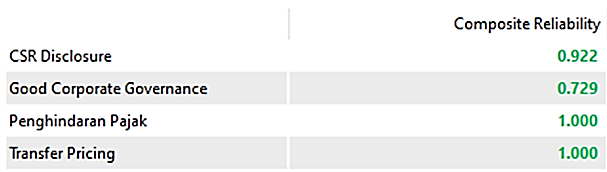 Composite Reliability
CSR Disclosure 0.922
Good Corporate Governance 0.729
Penghindaran Pajak 1.000
Transfer Pricing 1.000